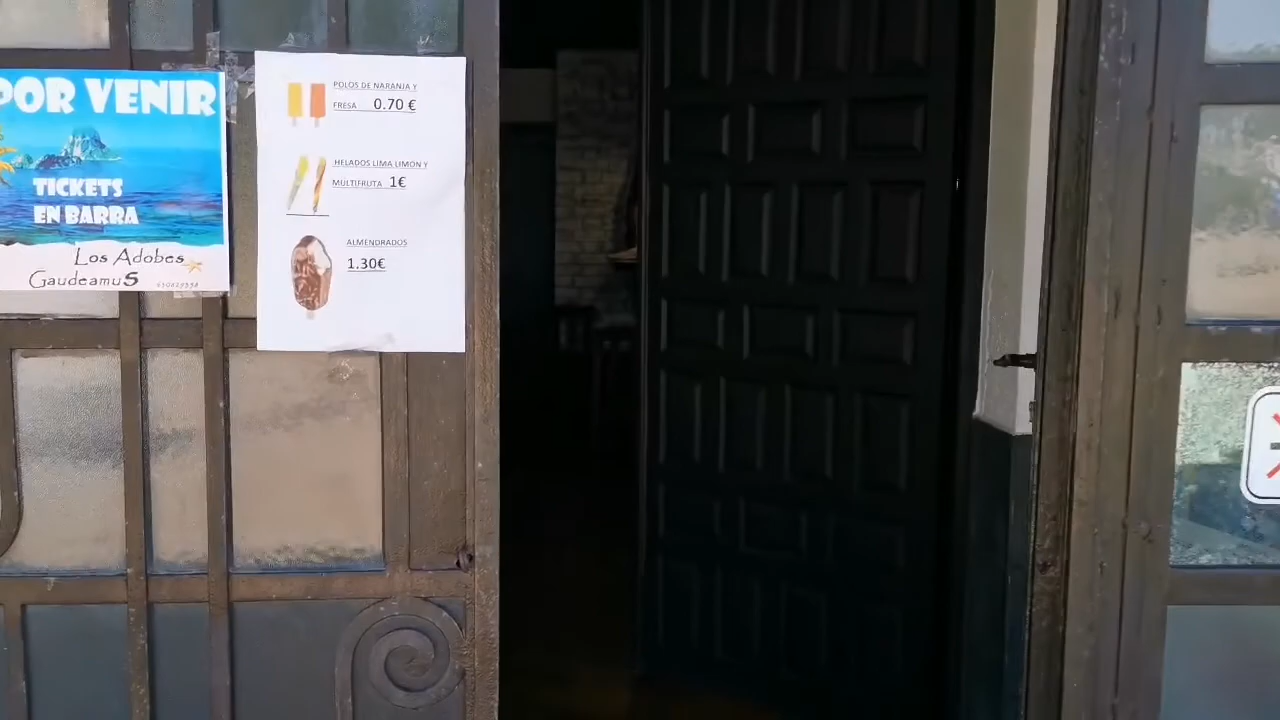 POR VENIR
TICKETS
EN BARRA
Los Adobes
GaudeamuS
POLOS DE NARANJA Y
FRESA 0.70 €
HELADOS LIMA LIMON Y
MULTIFRUTA 1€
ALMENDRADOS
1.30€